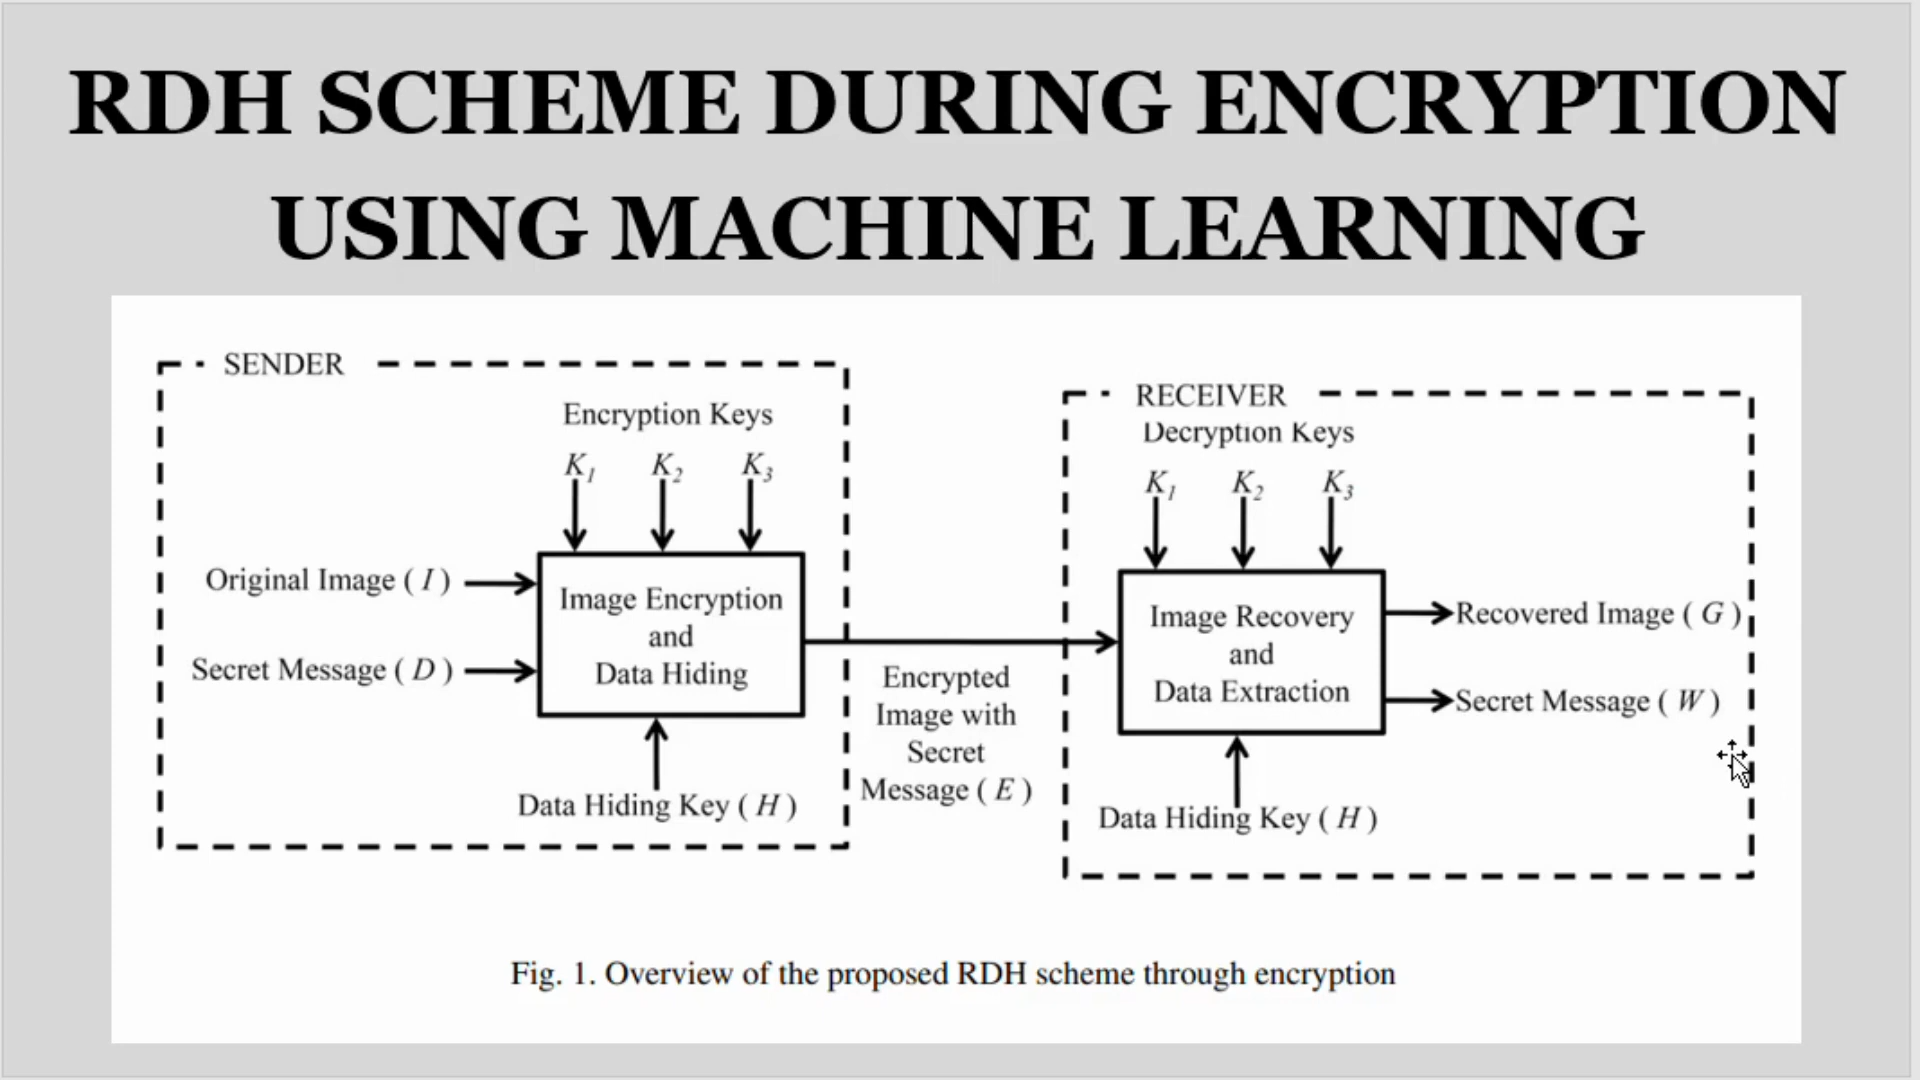 RDH SCHEME DURING ENCRYPTION
USING MACHINE LEARNING
SENDER
Encryption Keys
K1 K2 K3
Original Image ( I )
Secret Message ( D )
Image Encryption
and
Data Hiding
Data Hiding Key ( H )
Encrypted
Image with
Secret
Message ( E )
RECEIVER
Decryption Keys
K1 K2 K3
Image Recovery
and
Data Extraction
Recovered Image ( G )
Secret Message ( W )
Data Hiding Key ( H )
Fig. 1. Overview of the proposed RDH scheme through encryption